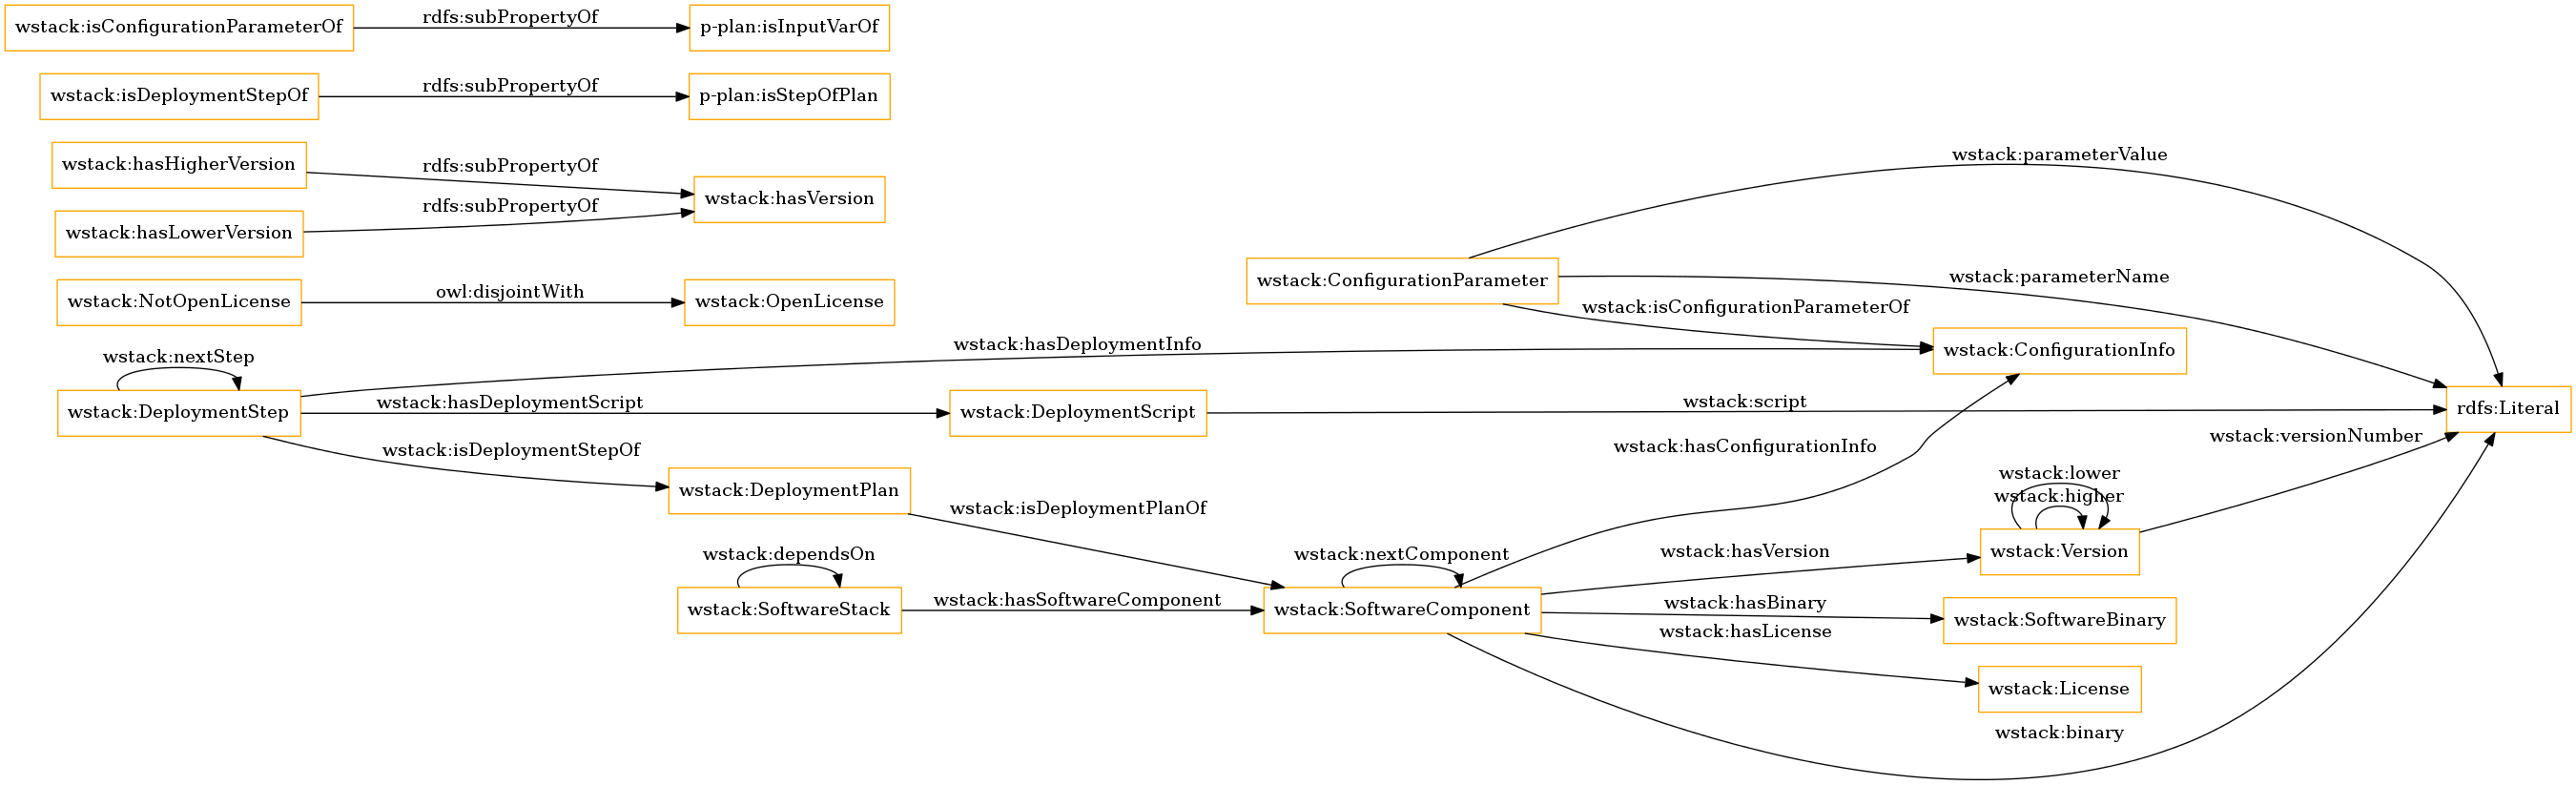 wstack:isConfigurationParameterOf
rdfs:subPropertyOf
p-plan:isInputVarOf
wstack:isDeploymentStepOf
rdfs:subPropertyOf
p-plan:isStepOfPlan
wstack:hasHigherVersion
rdfs:subPropertyOf
wstack:hasVersion
wstack:hasLowerVersion
rdfs:subPropertyOf
wstack:NotOpenLicense
owl:disjointWith
wstack:OpenLicense
wstack:nextStep
wstack:DeploymentStep
wstack:hasDeploymentInfo
wstack:hasDeploymentScript
wstack:isDeploymentStepOf
wstack:DeploymentScript
wstack:script
wstack:DeploymentPlan
wstack:isDeploymentPlanOf
wstack:dependsOn
wstack:SoftwareStack
wstack:hasSoftwareComponent
wstack:ConfigurationParameter
wstack:parameterValue
wstack:parameterName
wstack:isConfigurationParameterOf
wstack:ConfigurationInfo
rdfs:Literal
wstack:hasConfigurationInfo
wstack:nextComponent
wstack:SoftwareComponent
wstack:hasVersion
wstack:hasBinary
wstack:hasLicense
wstack:lower
wstack:higher
wstack:Version
wstack:versionNumber
wstack:SoftwareBinary
wstack:License
wstack:binary